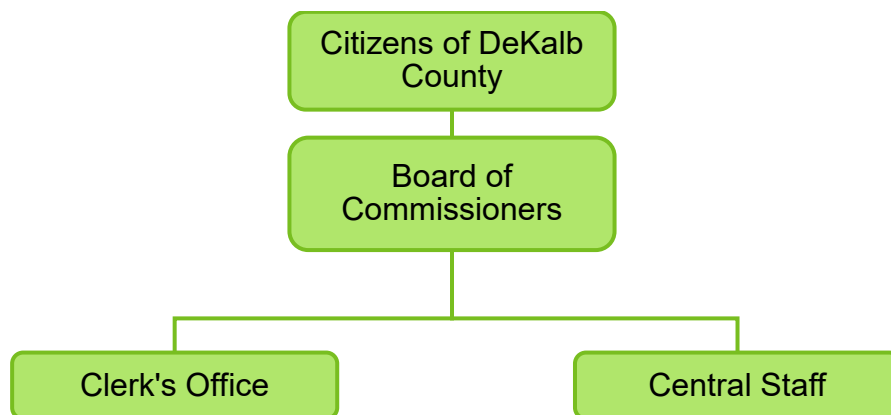 Citizens of DeKalb
County
Board of
Commissioners
Clerk's Office
Central Staff